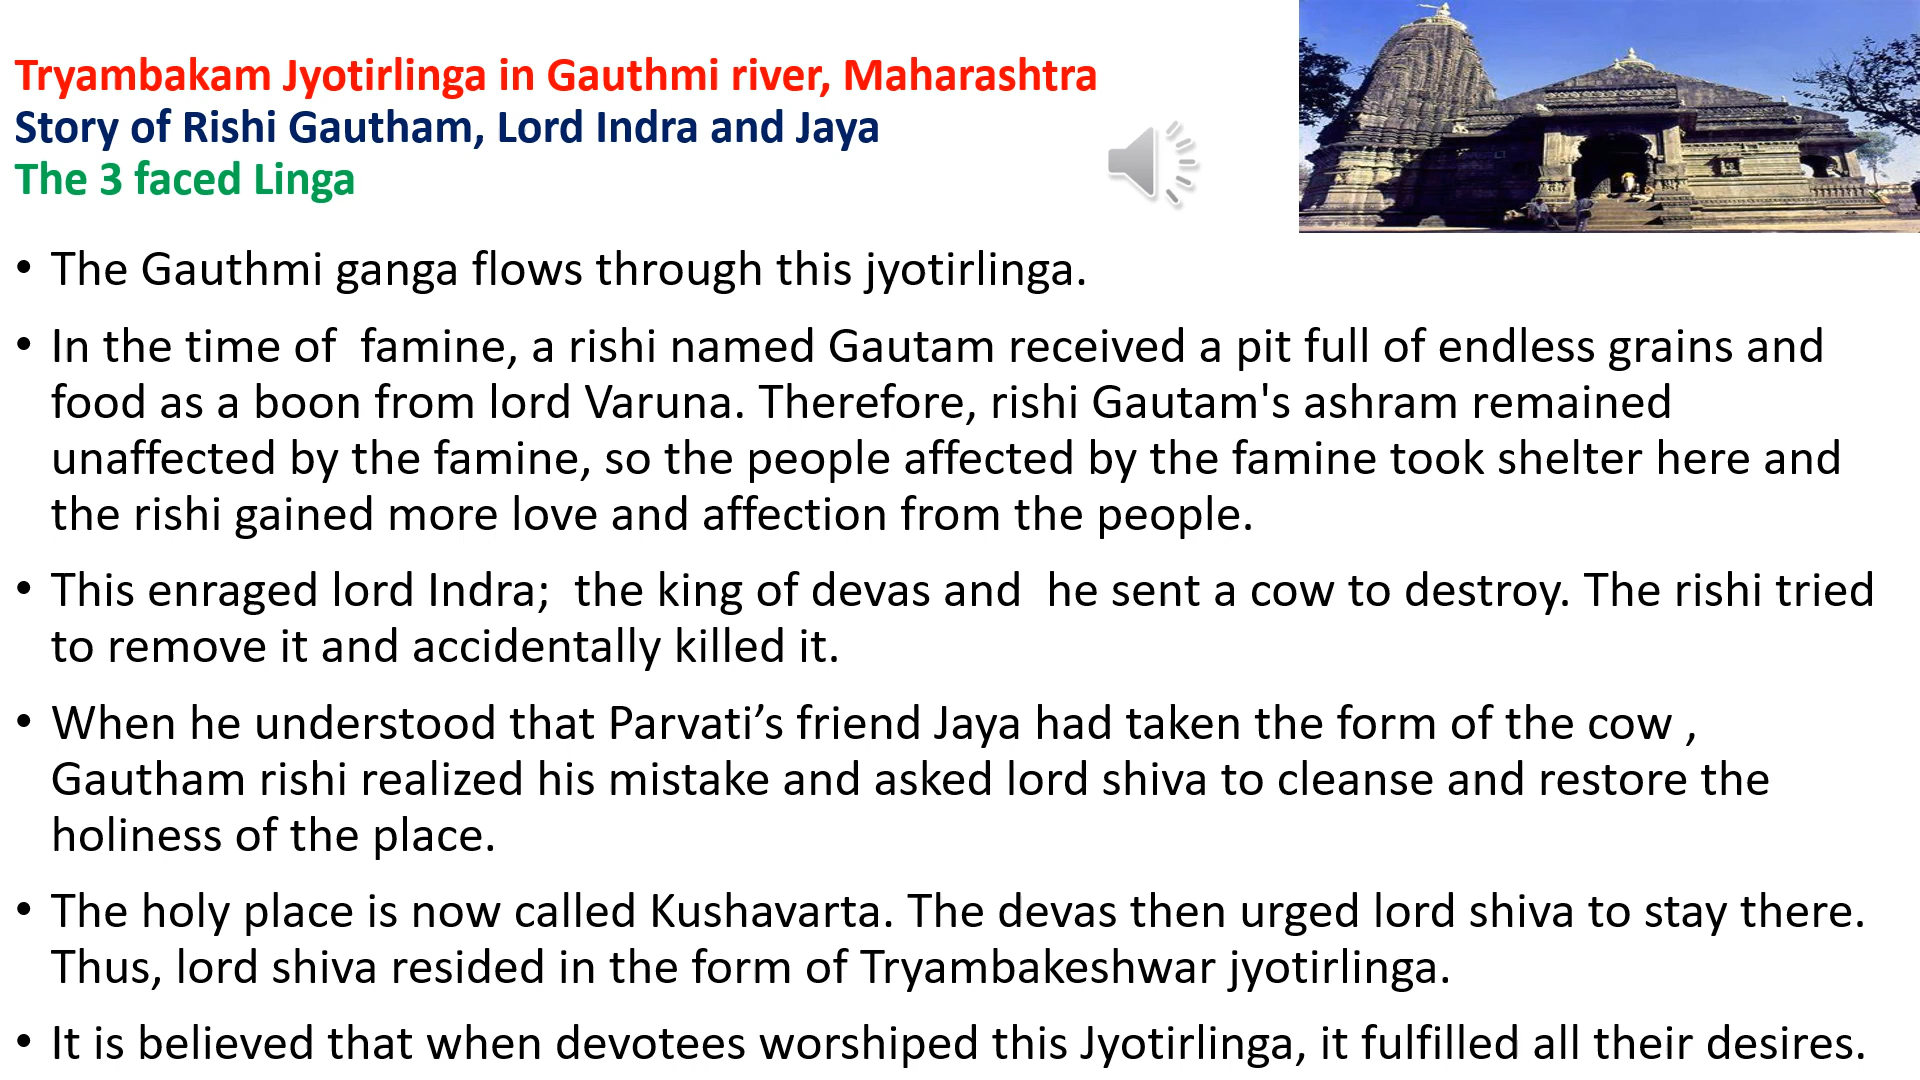 Tryambakam Jyotirlinga in Gauthmi river, Maharashtra
Story of Rishi Gautham, Lord Indra and Jaya
The 3 faced Linga
• The Gauthmi ganga flows through this jyotirlinga.
• In the time of  famine, a rishi named Gautam received a pit full of endless grains and
food as a boon from lord Varuna. Therefore, rishi Gautam's ashram remained
unaffected by the famine, so the people affected by the famine took shelter here and
the rishi gained more love and affection from the people.
• This enraged lord Indra;  the king of devas and  he sent a cow to destroy. The rishi tried
to remove it and accidentally killed it.
• When he understood that Parvati’s friend Jaya had taken the form of the cow ,
Gautham rishi realized his mistake and asked lord shiva to cleanse and restore the
holiness of the place.
• The holy place is now called Kushavarta. The devas then urged lord shiva to stay there.
Thus, lord shiva resided in the form of Tryambakeshwar jyotirlinga.
• It is believed that when devotees worshiped this Jyotirlinga, it fulfilled all their desires.